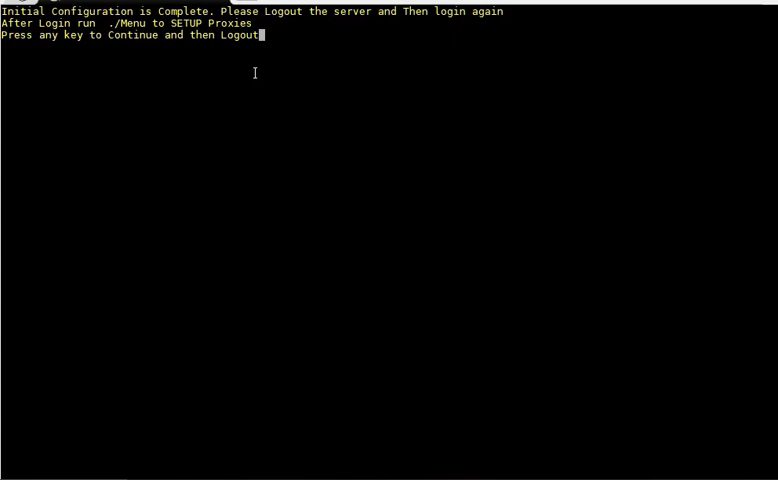 Initial Configuration is Complete. Please Logout the server and Then login again
After Login run  ./Menu to SETUP Proxies
Press any key to Continue and then Logout